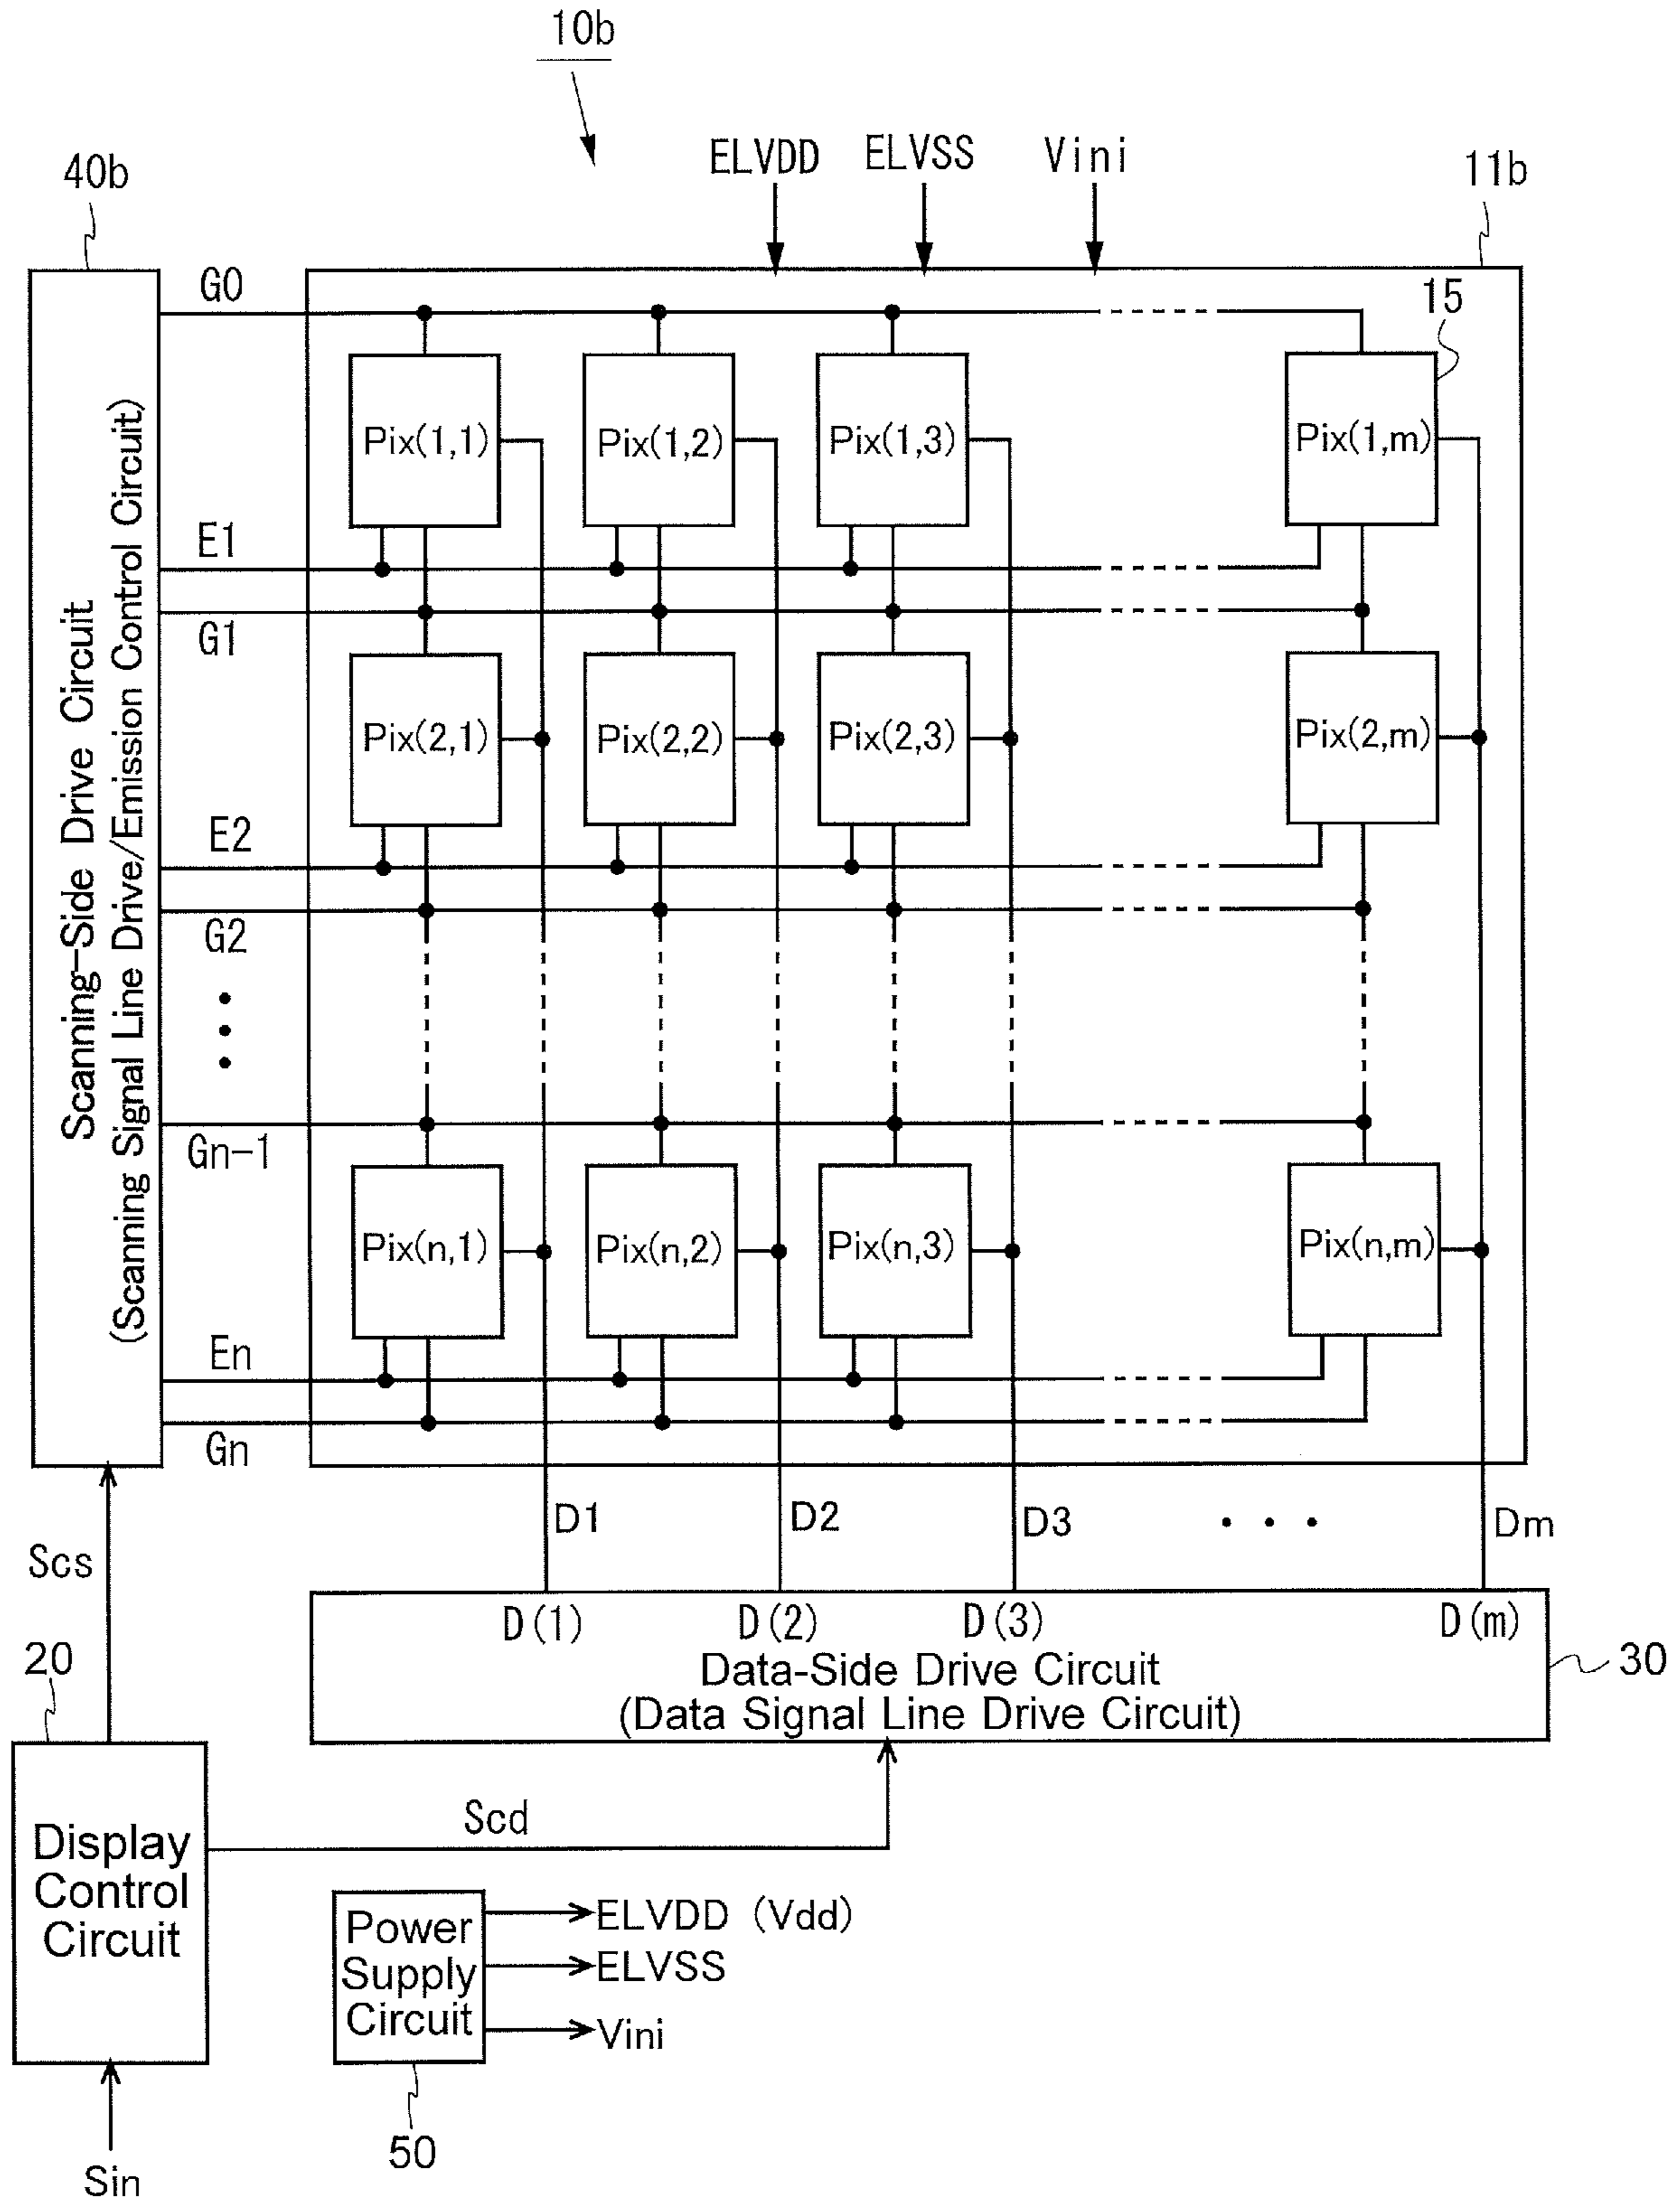 10b
ELVDD ELVSS Vini
40b
11b
15
G0
Pix(1,1) Pix(1,2) Pix(1,3) Pix(1,m)
E1
G1
Pix(2,1) Pix(2,2) Pix(2,3) Pix(2,m)
E2
G2
Gn-1
Pix(n,1) Pix(n,2) Pix(n,3) Pix(n,m)
En
Gn
Scanning-Side Drive Circuit
(Scanning Signal Line Drive/Emission Control Circuit)
D1 D2 D3 Dm
Scs
D(1) D(2) D(3) D(m)
Data-Side Drive Circuit
(Data Signal Line Drive Circuit)
30
20
Display
Control
Circuit
Scd
Power
Supply
Circuit
ELVDD (Vdd)
ELVSS
Vini
50
Sin